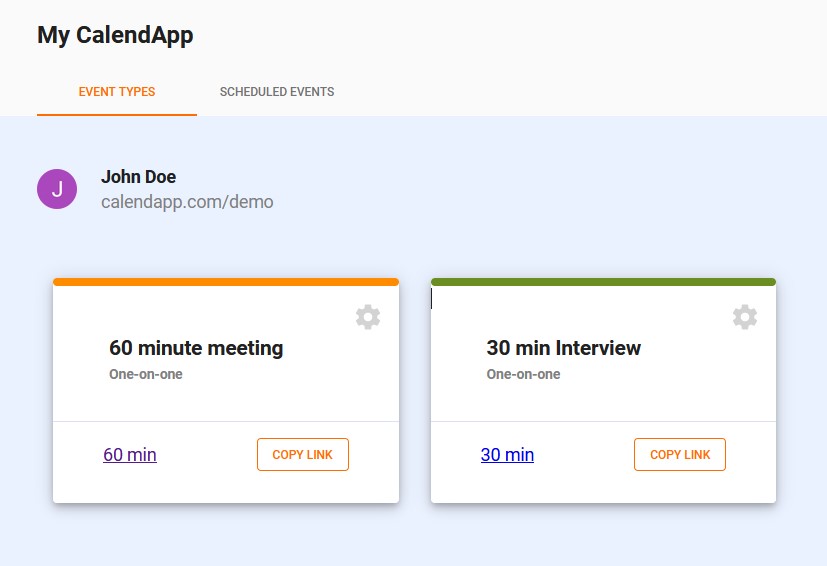 My CalendApp
EVENT TYPES
SCHEDULED EVENTS
J
John Doe
calendapp.com/demo
60 minute meeting
One-on-one
60 min
COPY LINK
30 min Interview
One-on-one
30 min
COPY LINK